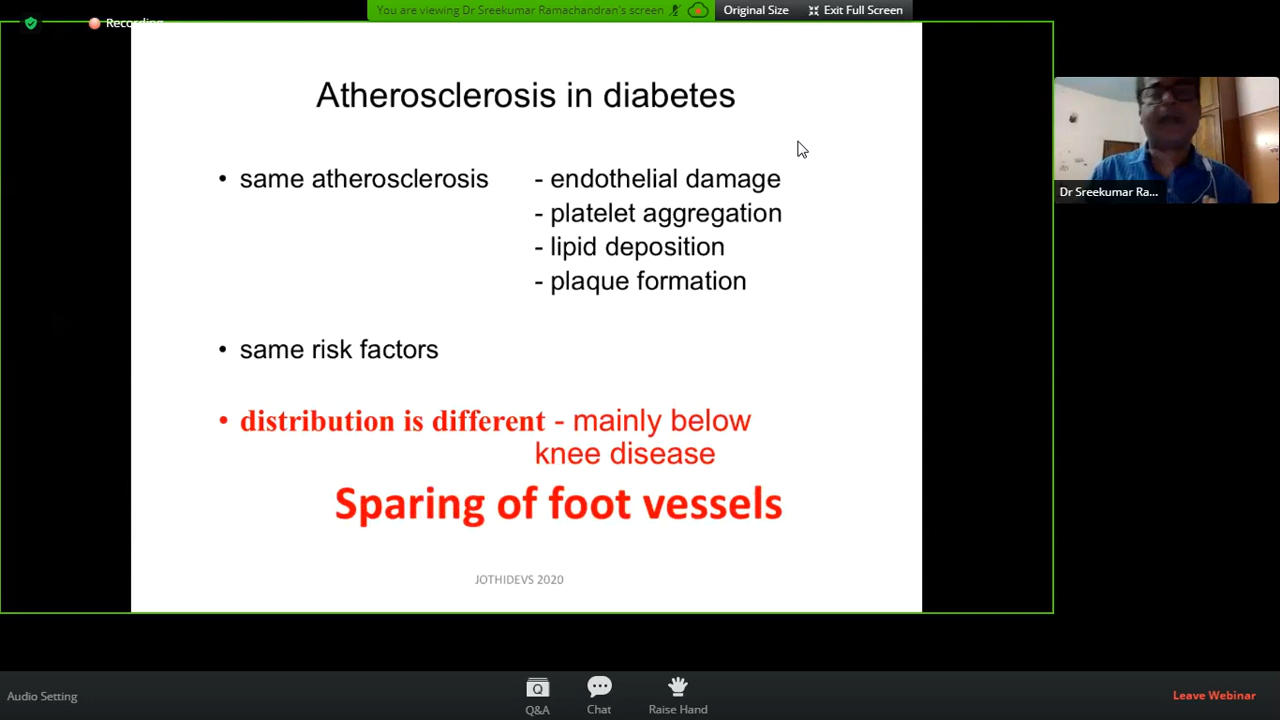 Recording
You are viewing Dr Sreekumar Ramachandran's screen
Original Size
Exit Full Screen
Atherosclerosis in diabetes
• same atherosclerosis - endothelial damage
- platelet aggregation
- lipid deposition
- plaque formation
• same risk factors
• distribution is different - mainly below
knee disease
Sparing of foot vessels
JOTHIDEVS 2020
Dr Sreekumar Ra...
Audio Setting
Q
Q&A
Chat
Raise Hand
Leave Webinar